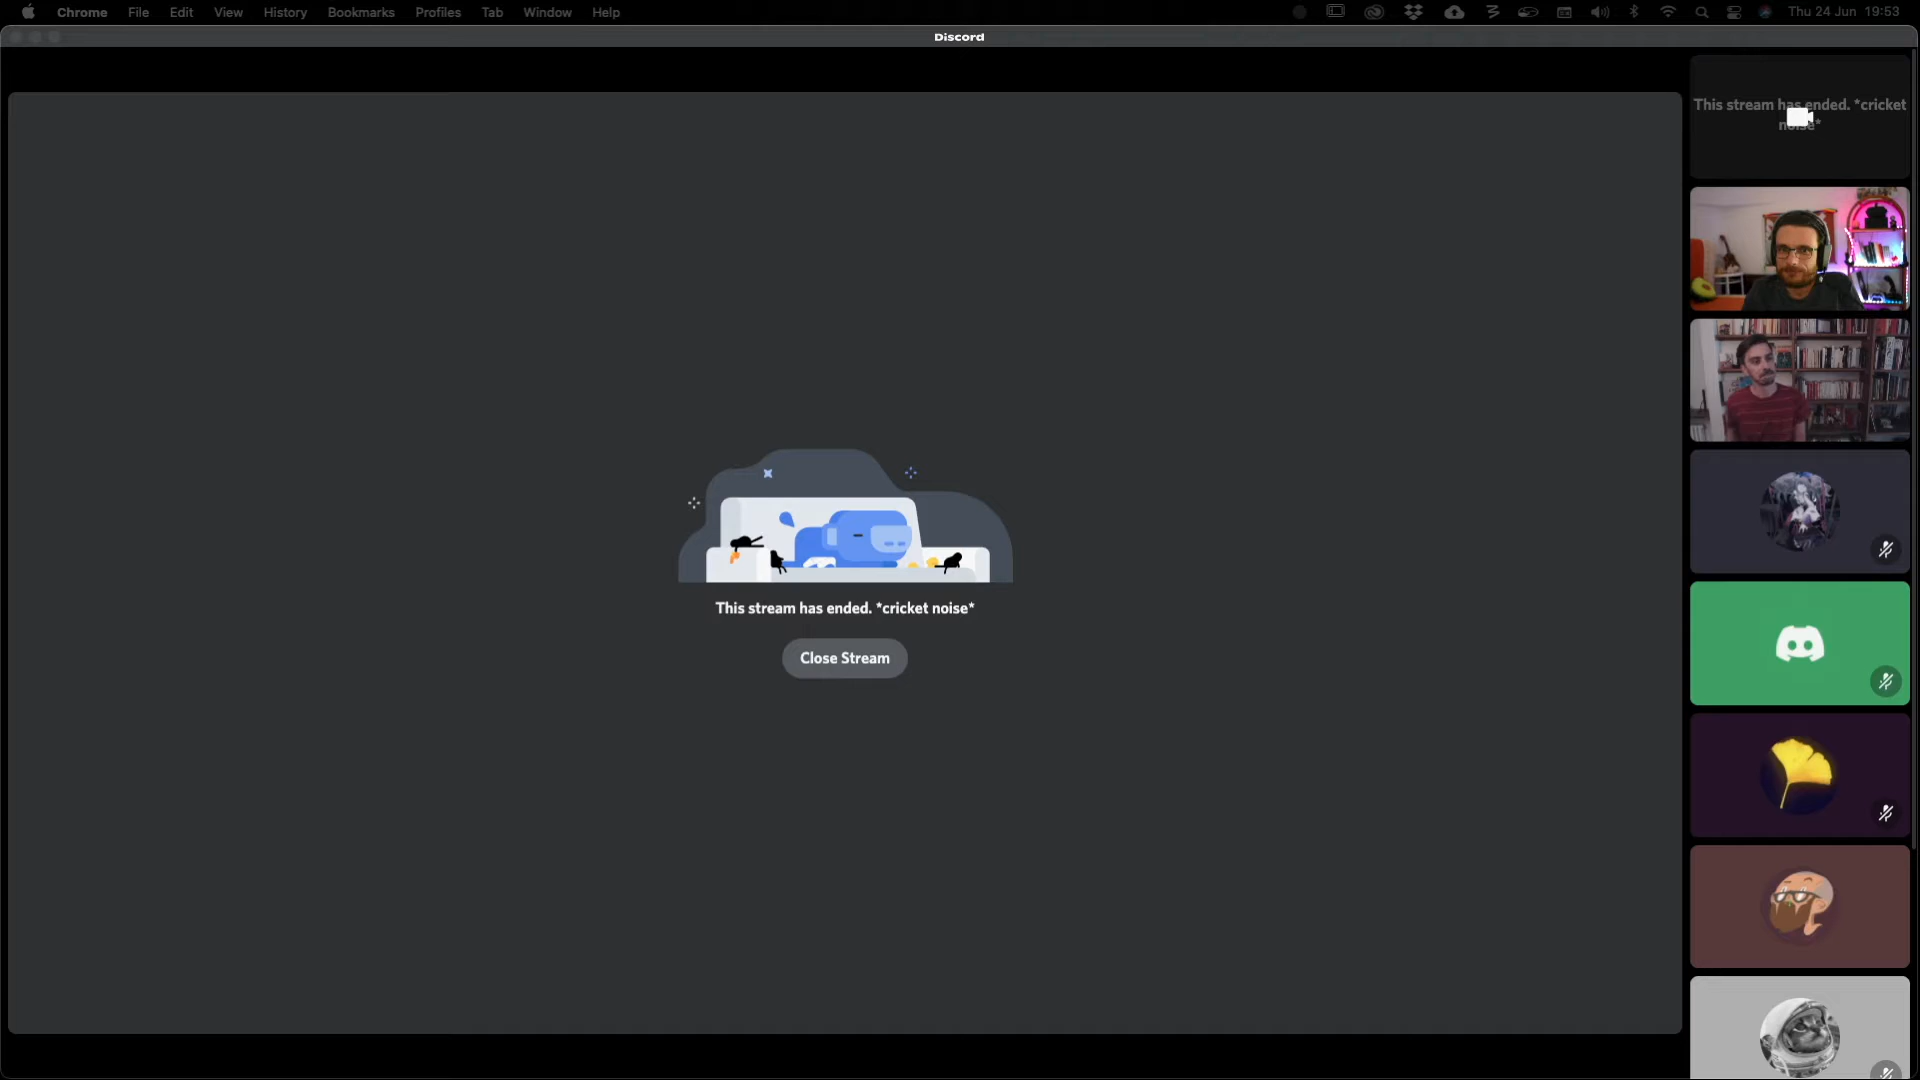 Chrome File Edit View History Bookmarks Profiles Tab Window Help Thu 24 Jun 19:53
Discord
This stream has ended. *cricket
noise*
This stream has ended. *cricket noise*
Close Stream